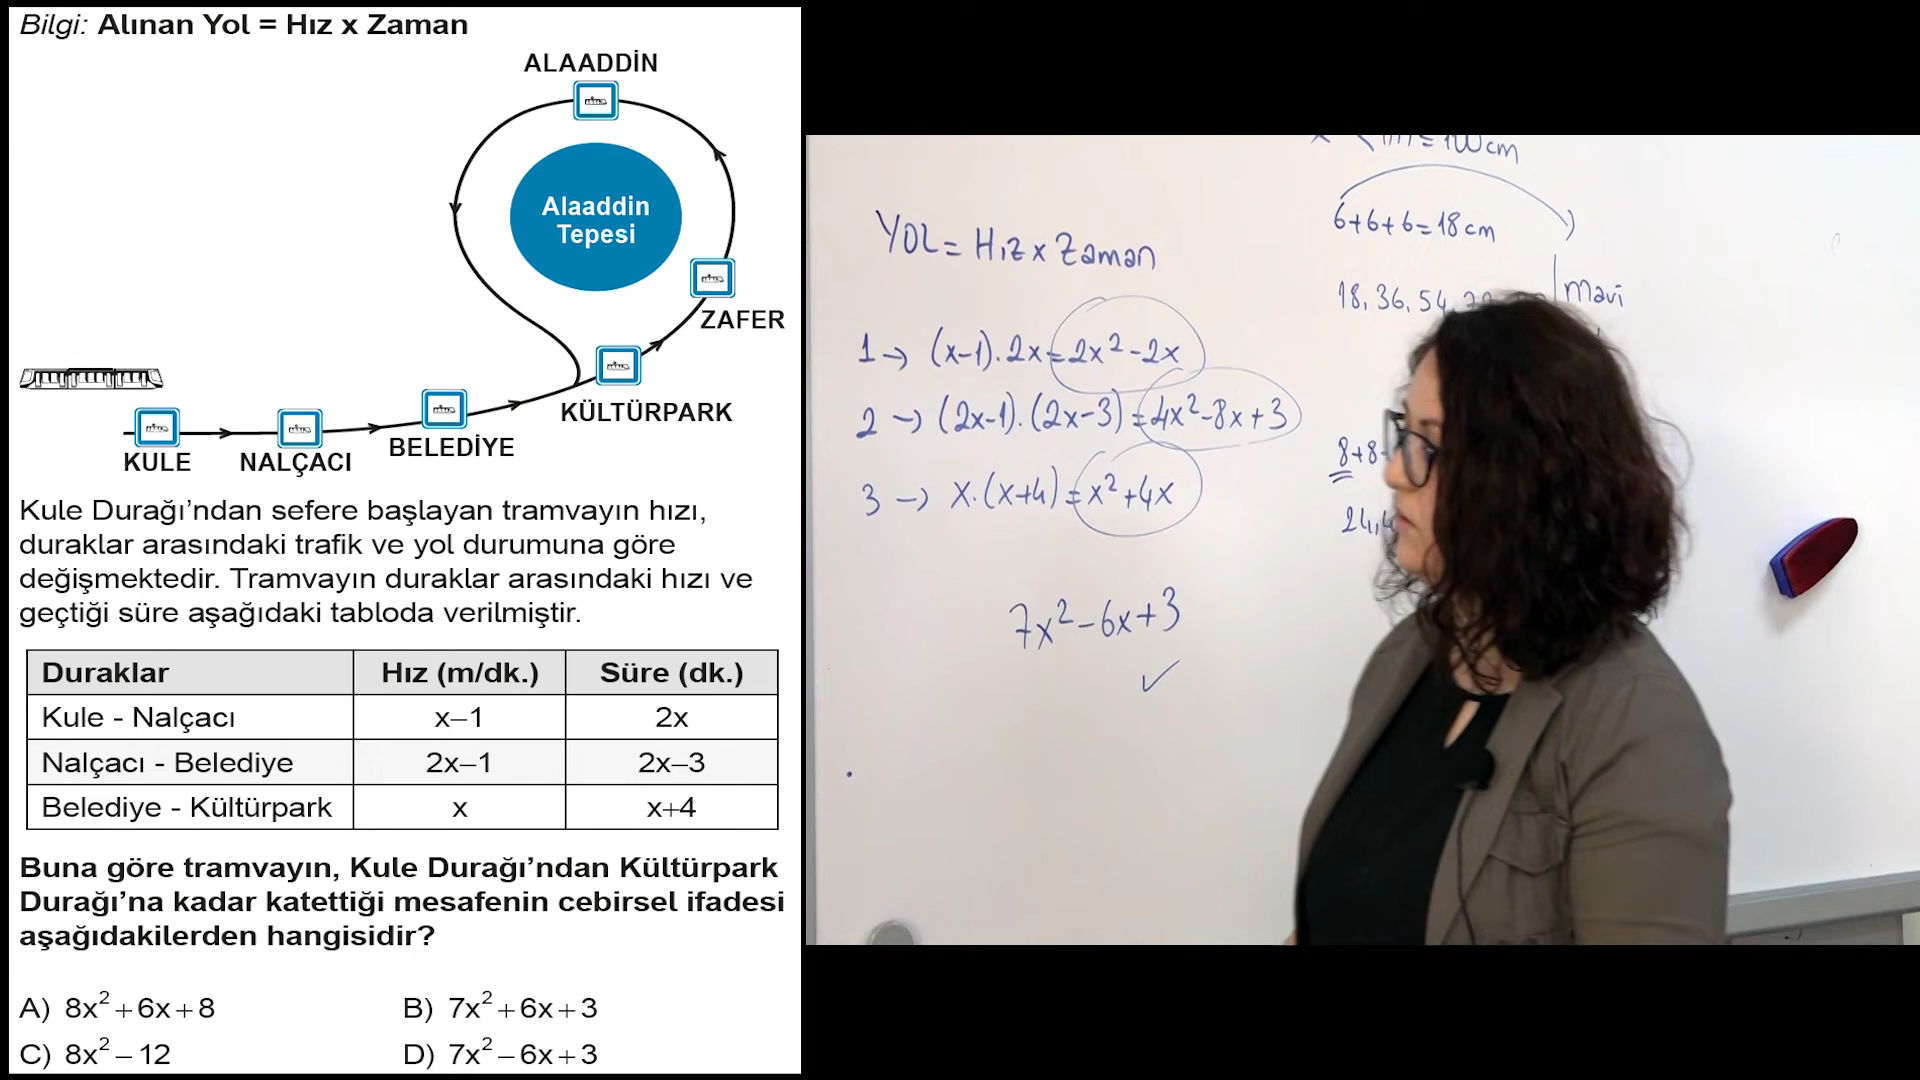 Bilgi: Alınan Yol = Hız x Zaman
ALAADDİN
Alaaddin
Tepesi
ZAFER
KÜLTÜRPARK
BELEDİYE
NALÇACI
KULE
Kule Durağı’ndan sefere başlayan tramvayın hızı,
duraklar arasındaki trafik ve yol durumuna göre
değişmektedir. Tramvayın duraklar arasındaki hızı ve
geçtiği süre aşağıdaki tabloda verilmiştir.
Duraklar Hız (m/dk.) Süre (dk.)
Kule - Nalçacı x–1 2x
Nalçacı - Belediye 2x–1 2x–3
Belediye - Kültürpark x x+4
Buna göre tramvayın, Kule Durağı’ndan Kültürpark
Durağı’na kadar katettiği mesafenin cebirsel ifadesi
aşağıdakilerden hangisidir?
A) 8x² + 6x + 8 B) 7x² + 6x + 3
C) 8x² – 12 D) 7x² – 6x + 3
YOL = Hız x Zaman
1 → (x-1).2x = 2x² - 2x
2 → (2x-1).(2x-3) = 4x² - 8x + 3
3 → x.(x+4) = x² + 4x
7x² - 6x + 3
= 100 cm
6+6+6=18 cm
18, 36, 54,
mavi
8+8